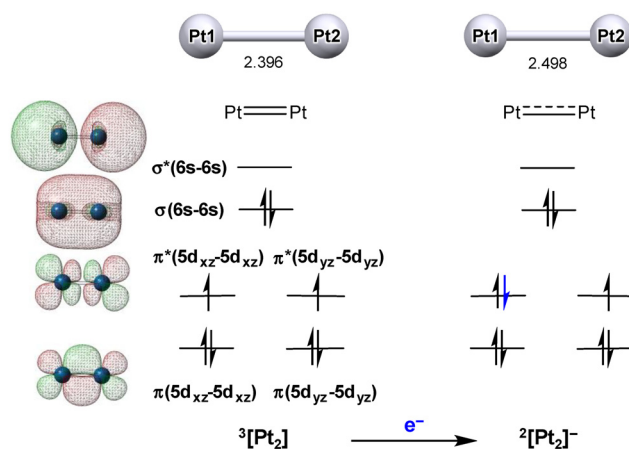 Pt1 Pt2 Pt1 Pt2
2.396 2.498
Pt Pt Pt Pt
σ*(6s-6s)
σ(6s-6s)
π*(5dxz-5dxz) π*(5dyz-5dyz)
π(5dxz-5dxz) π(5dyz-5dyz)
³[Pt₂] e⁻ ²[Pt₂]⁻